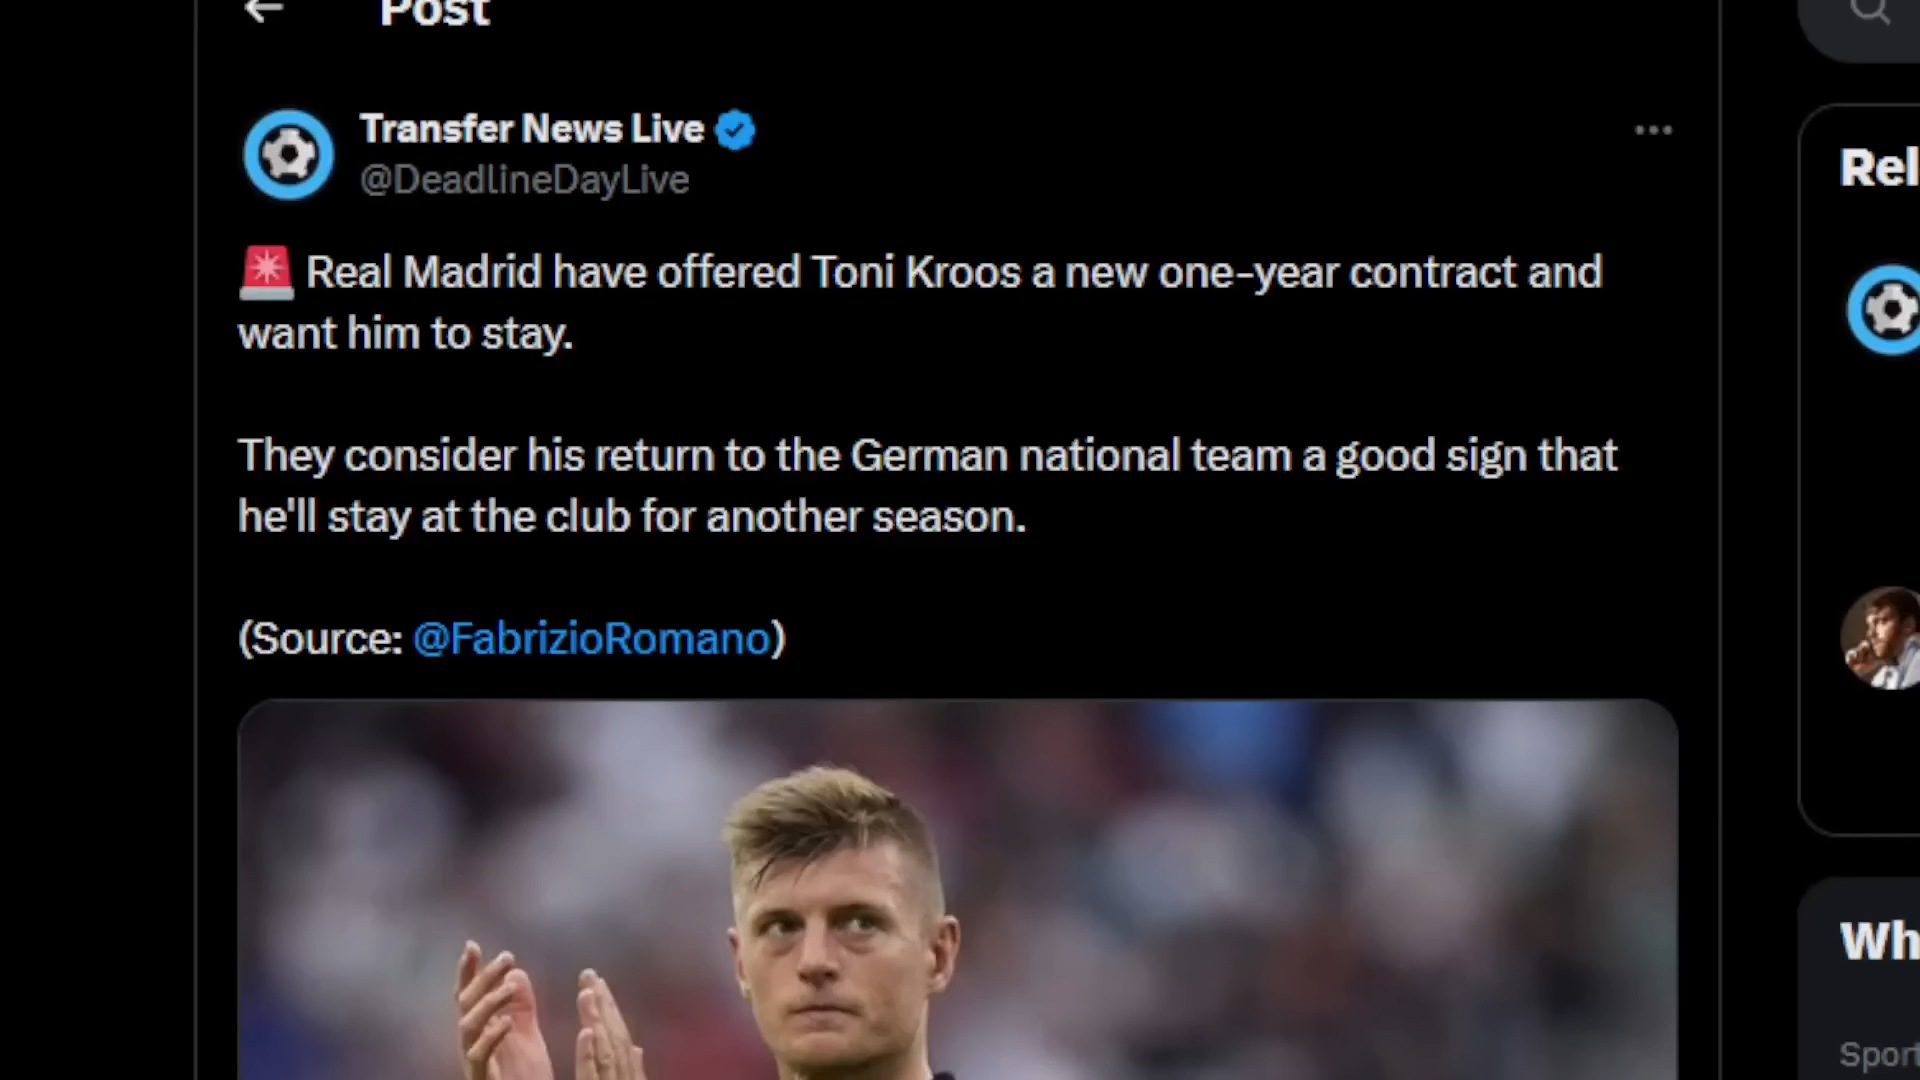 Post
Transfer News Live
@DeadlineDayLive
Real Madrid have offered Toni Kroos a new one-year contract and
want him to stay.
They consider his return to the German national team a good sign that
he'll stay at the club for another season.
(Source: @FabrizioRomano)
Rel
Wh
Sport